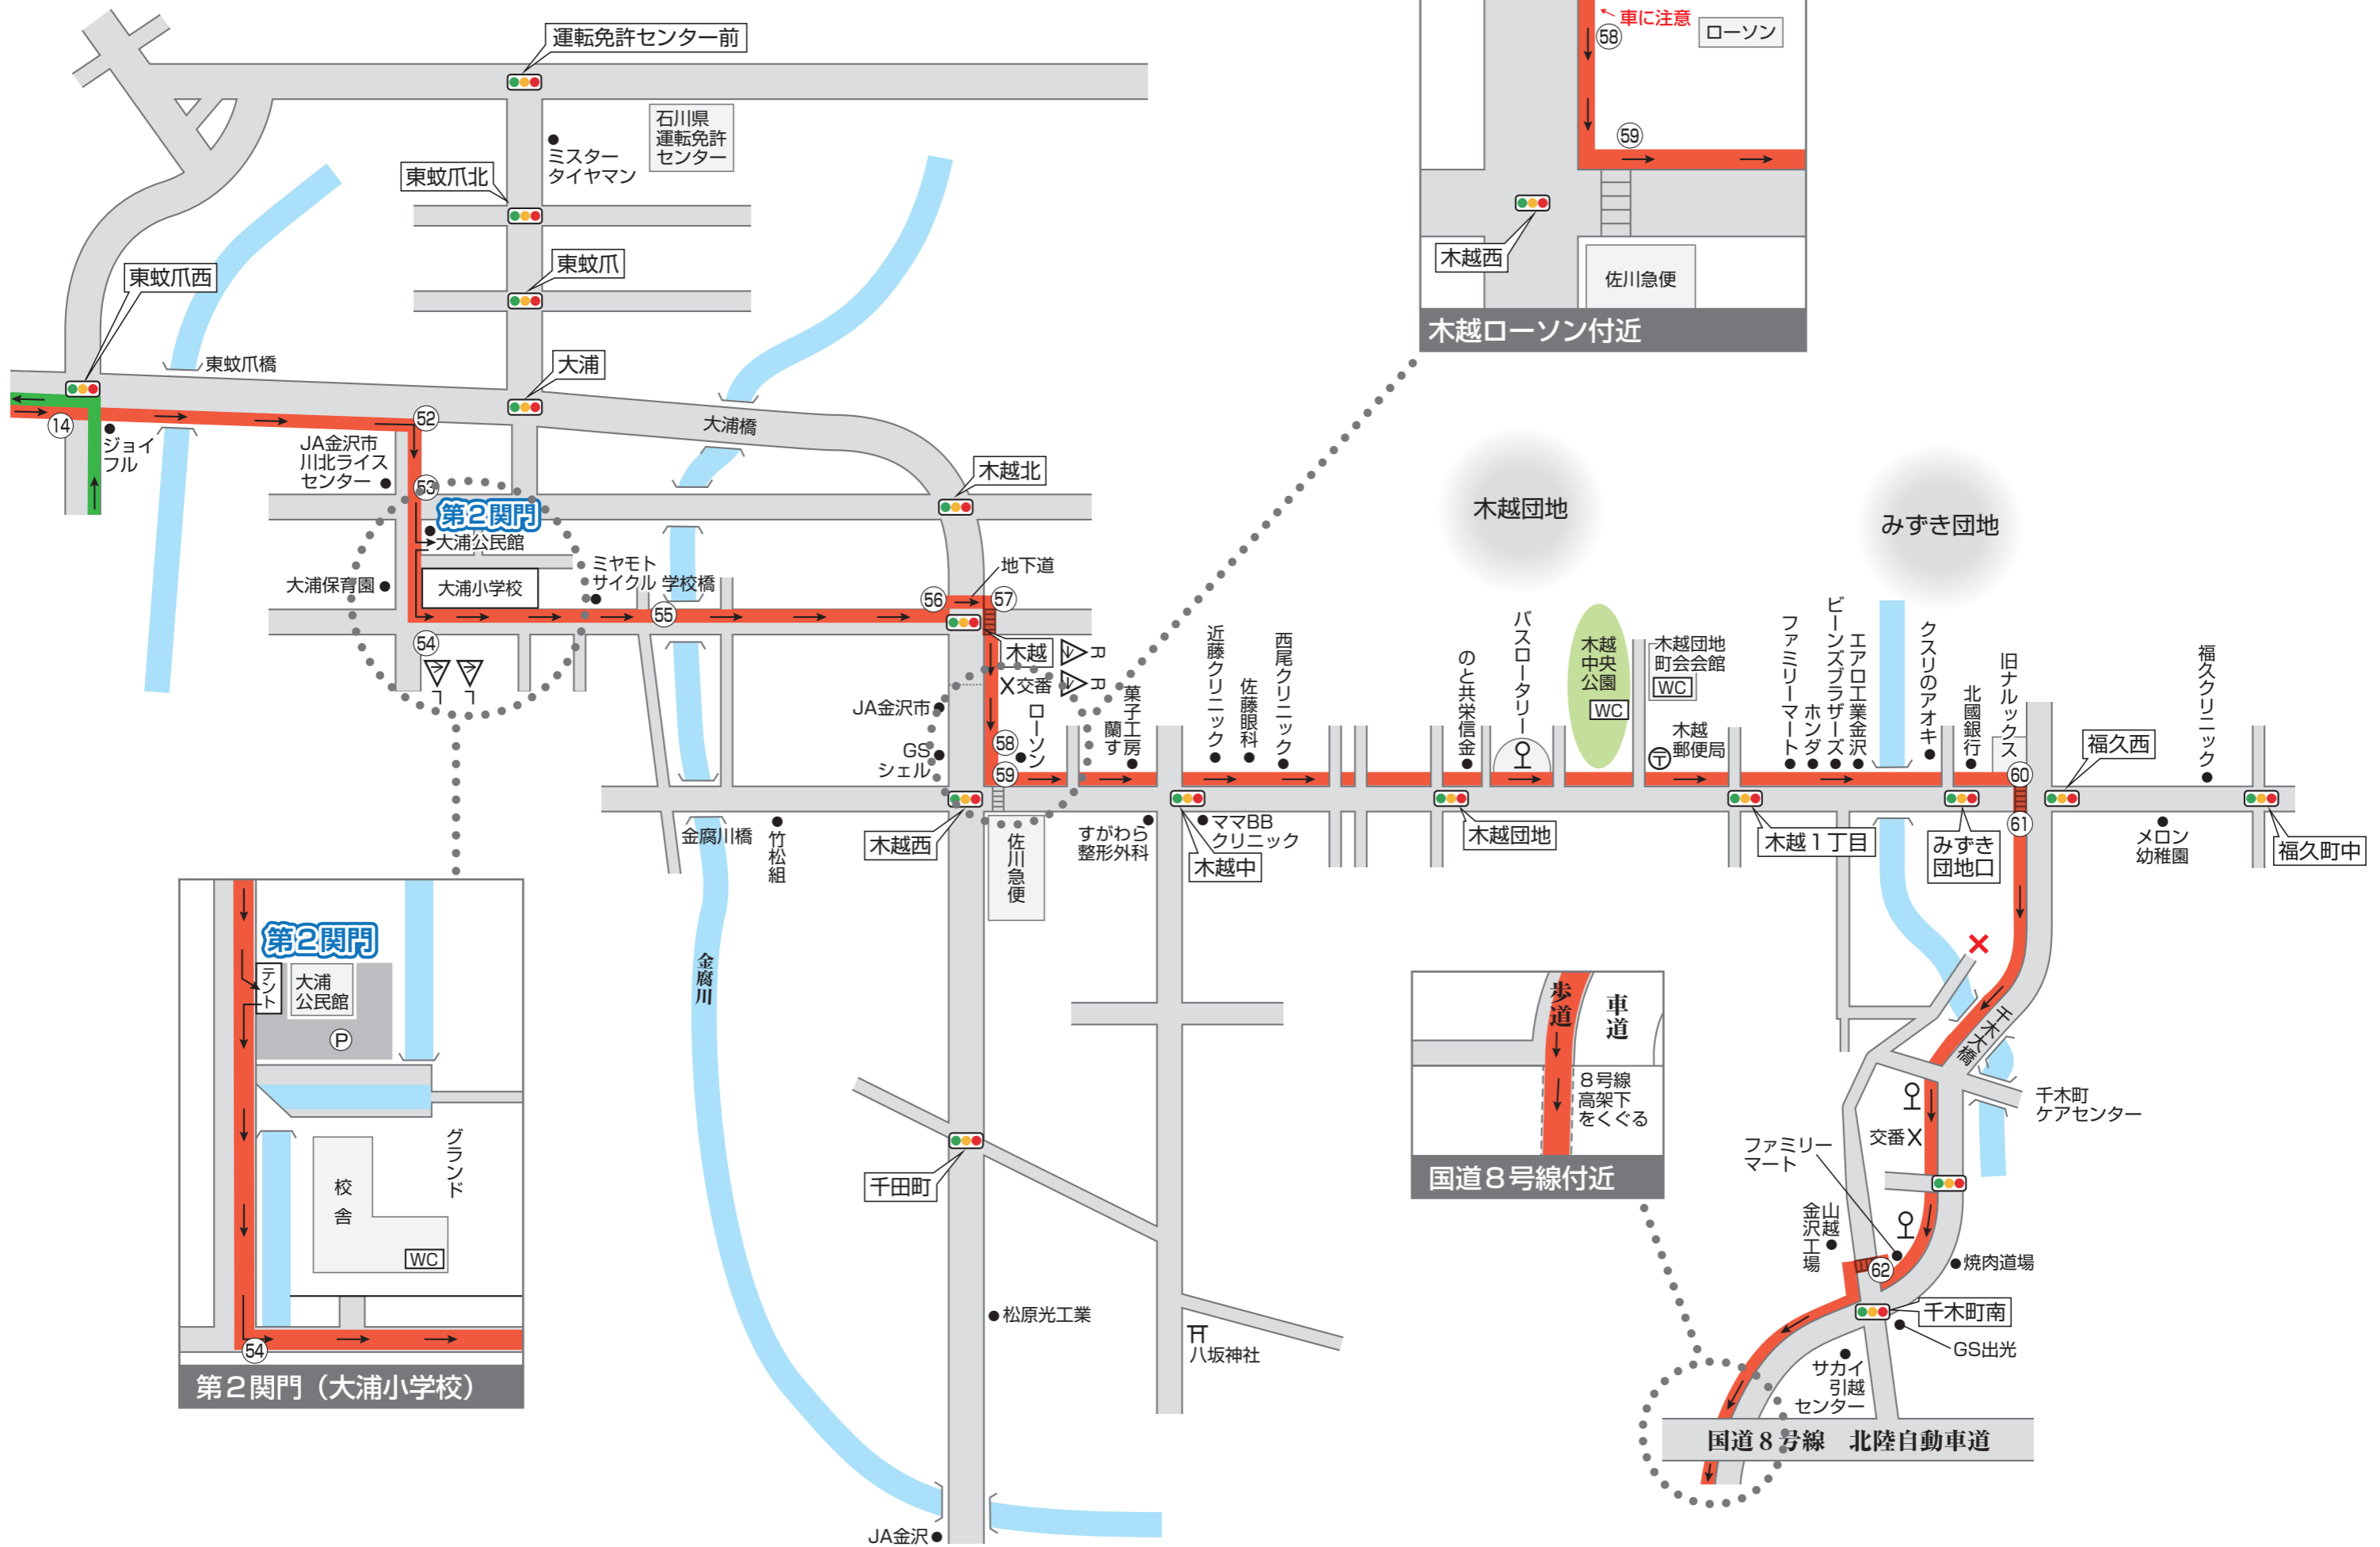 運転免許センター前
石川県
運転免許
センター
ミスター
タイヤマン
東蚊爪北
東蚊爪
東蚊爪西
東蚊爪橋
大浦
大浦橋
14
ジョイ
フル
52
JA金沢市
川北ライス
センター
53
第2関門
大浦公民館
大浦保育園
大浦小学校
ミヤモト
サイクル
学校橋
54
55
56
57
地下道
木越北
木越
R
R
交番
JA金沢市
ローソン
GS
シェル
58
59
菓子工房
蘭す
近藤クリニック
佐藤眼科
西尾クリニック
のと共栄信金
バスロータリー
木越
中央
公園
WC
木越団地
町会会館
WC
木越
郵便局
ファミリーマート
ホンダ
ビーンズブラザーズ
エアロ工業金沢
クスリのアオキ
北國銀行
旧ナルックス
60
61
福久西
福久クリニック
木越団地
みずき団地
金腐川橋
竹松組
木越西
佐川急便
すがわら
整形外科
ママBB
クリニック
木越中
木越団地
木越1丁目
みずき
団地口
メロン
幼稚園
福久町中
金腐川
千田町
松原光工業
八坂神社
JA金沢
千木大橋
千木町
ケアセンター
交番
ファミリー
マート
山越
金沢工場
62
焼肉道場
千木町南
GS出光
サカイ
引越
センター
国道8号線 北陸自動車道
車に注意
58
ローソン
59
木越西
佐川急便
木越ローソン付近
第2関門
テント
大浦
公民館
P
グランド
校舎
WC
54
第2関門（大浦小学校）
歩道
車道
8号線
高架下
をくぐる
国道8号線付近